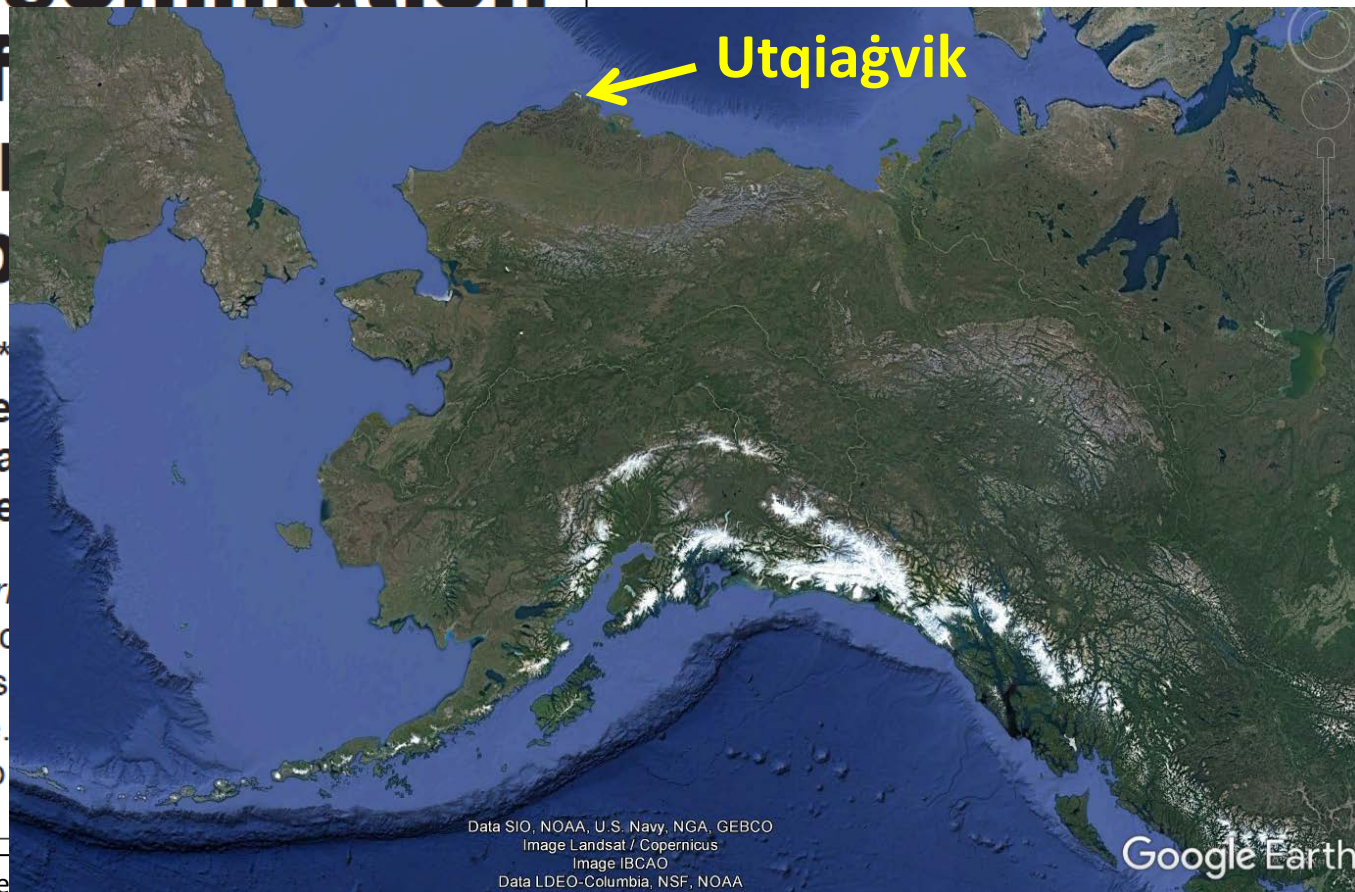 Utqiaġvik
Data SIO, NOAA, U.S. Navy, NGA, GEBCO
Image Landsat / Copernicus
Image IBCAO
Data LDEO-Columbia, NSF, NOAA
Google Earth